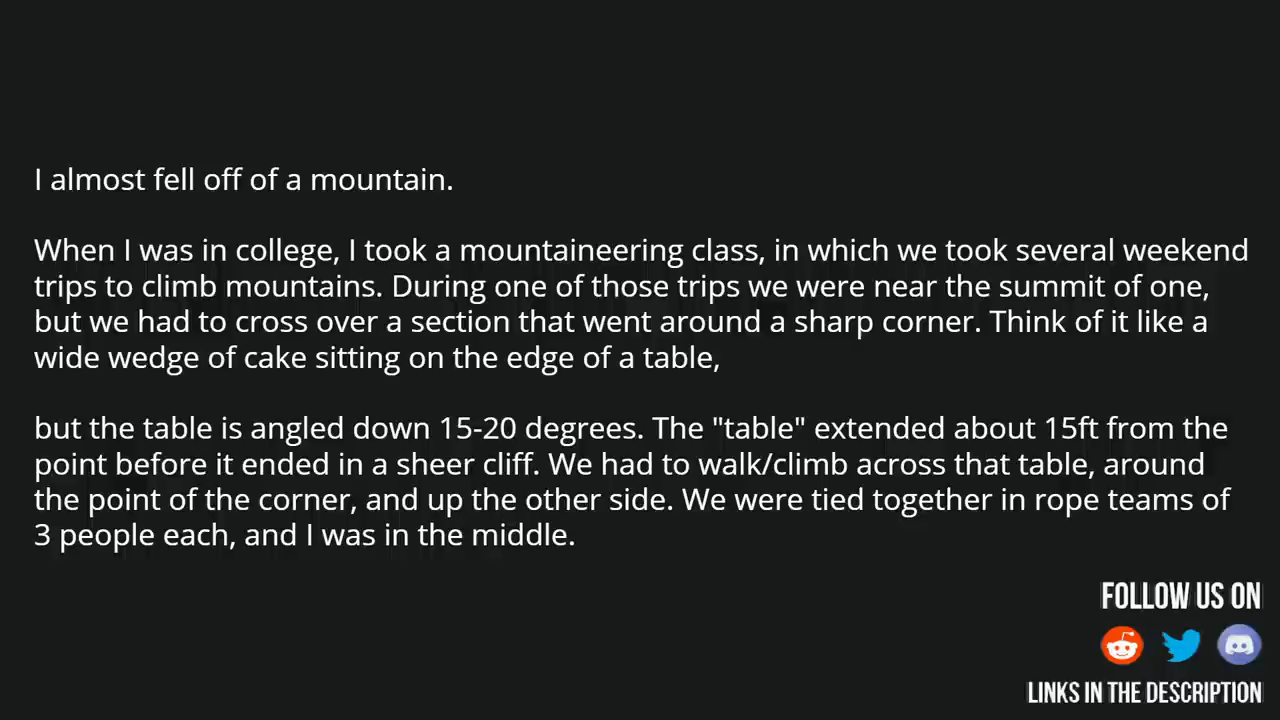 I almost fell off of a mountain.
When I was in college, I took a mountaineering class, in which we took several weekend
trips to climb mountains. During one of those trips we were near the summit of one,
but we had to cross over a section that went around a sharp corner. Think of it like a
wide wedge of cake sitting on the edge of a table,
but the table is angled down 15-20 degrees. The "table" extended about 15ft from the
point before it ended in a sheer cliff. We had to walk/climb across that table, around
the point of the corner, and up the other side. We were tied together in rope teams of
3 people each, and I was in the middle.
FOLLOW US ON
LINKS IN THE DESCRIPTION